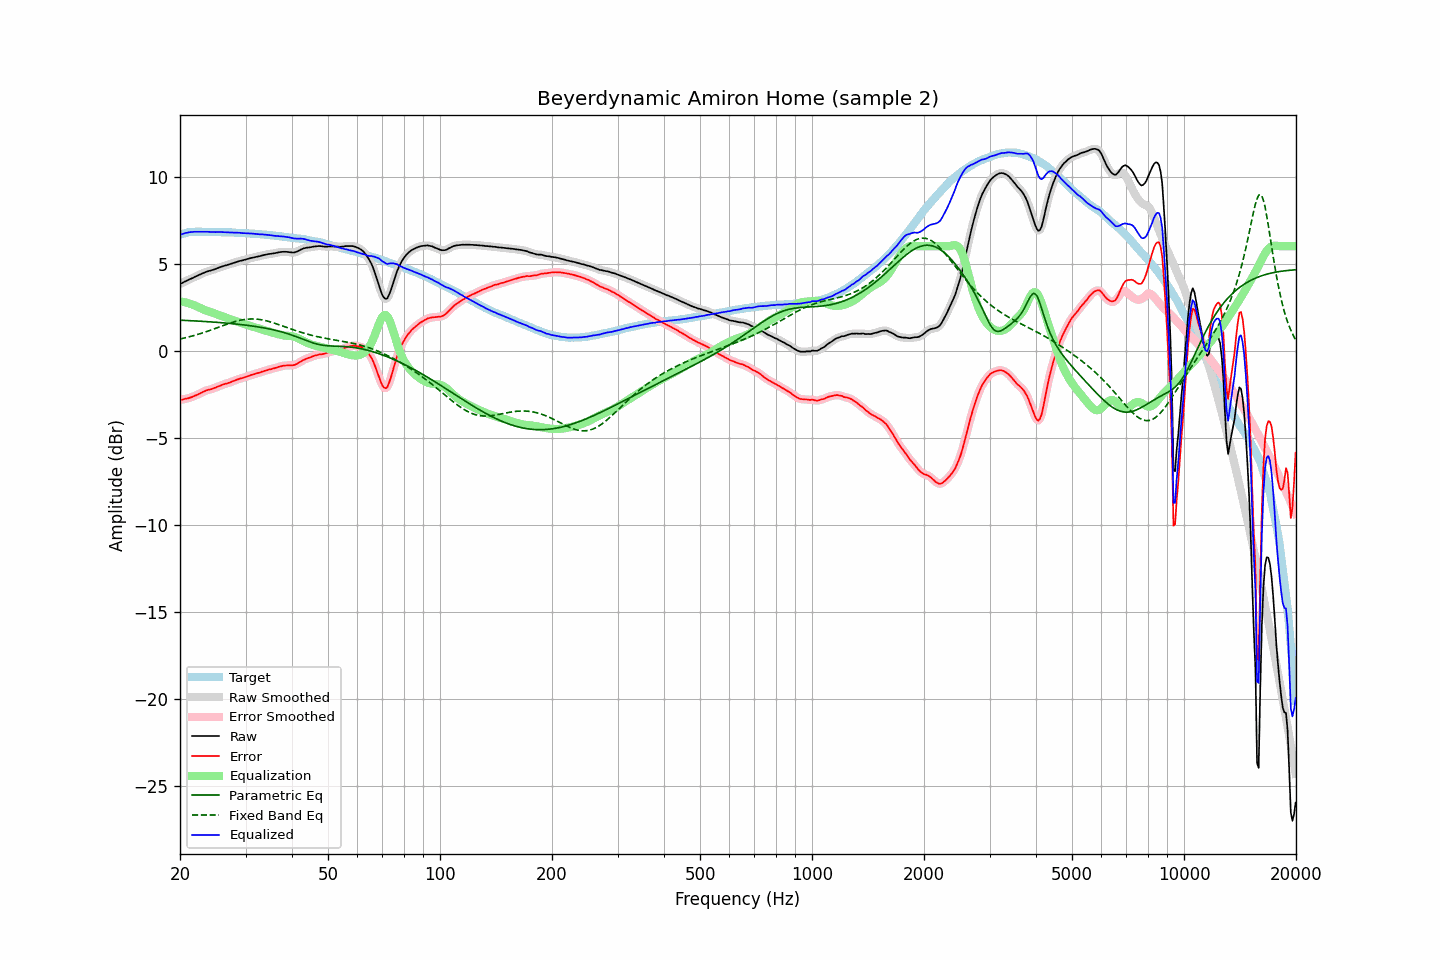 Beyerdynamic Amiron Home (sample 2)
10
5
0
−5
−10
−15
−20
−25
Amplitude (dBr)
Target
Raw Smoothed
Error Smoothed
Raw
Error
Equalization
Parametric Eq
Fixed Band Eq
Equalized
20 50 100 200 500 1000 2000 5000 10000 20000
Frequency (Hz)